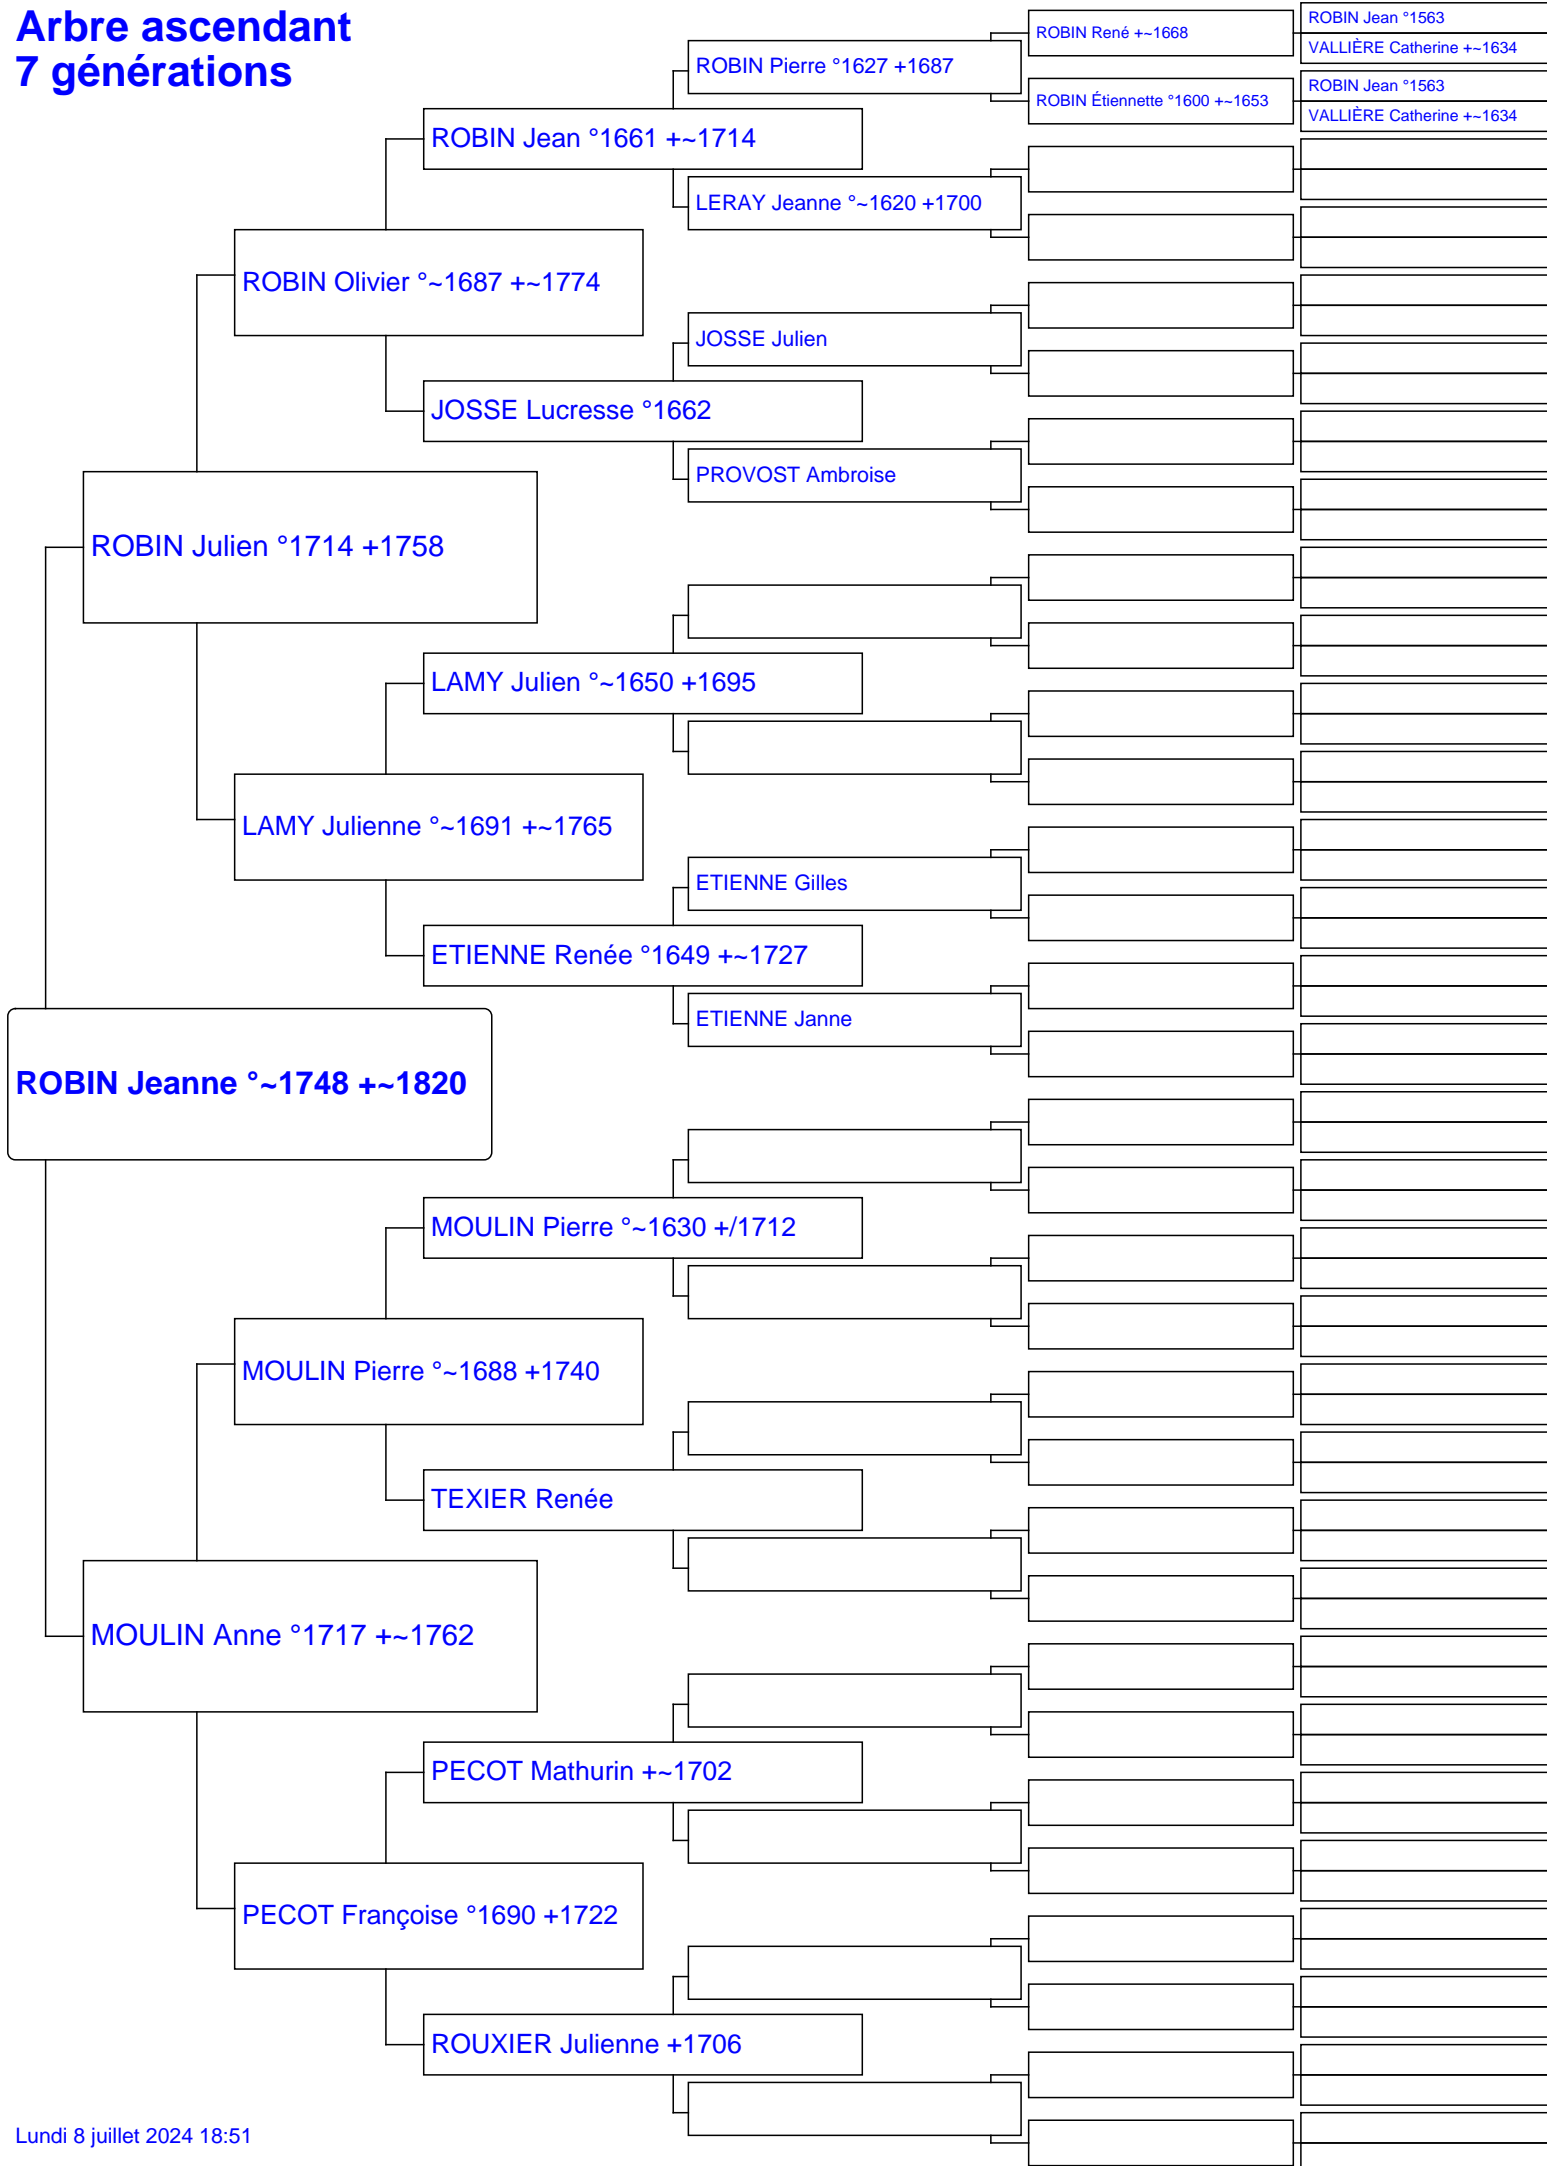 Arbre ascendant
7 générations
ROBIN Jean °1563
ROBIN René +~1668
VALLIÈRE Catherine +~1634
ROBIN Pierre °1627 +1687
ROBIN Jean °1563
ROBIN Étiennette °1600 +~1653
VALLIÈRE Catherine +~1634
ROBIN Jean °1661 +~1714
LERAY Jeanne °~1620 +1700
ROBIN Olivier °~1687 +~1774
JOSSE Julien
JOSSE Lucresse °1662
PROVOST Ambroise
ROBIN Julien °1714 +1758
LAMY Julien °~1650 +1695
LAMY Julienne °~1691 +~1765
ETIENNE Gilles
ETIENNE Renée °1649 +~1727
ETIENNE Janne
ROBIN Jeanne °~1748 +~1820
MOULIN Pierre °~1630 +/1712
MOULIN Pierre °~1688 +1740
TEXIER Renée
MOULIN Anne °1717 +~1762
PECOT Mathurin +~1702
PECOT Françoise °1690 +1722
ROUXIER Julienne +1706
Lundi 8 juillet 2024 18:51